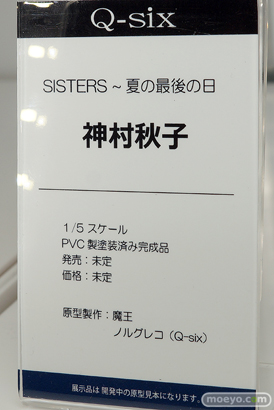 Q-six
SISTERS ~ 夏の最後の日
神村秋子
1/5 スケール
PVC 製塗装済み完成品
発売：未定
価格：未定
原型製作：魔王
ノルグレコ（Q-six）
展示品は 開発中の原型見本になります。
moeyo.com